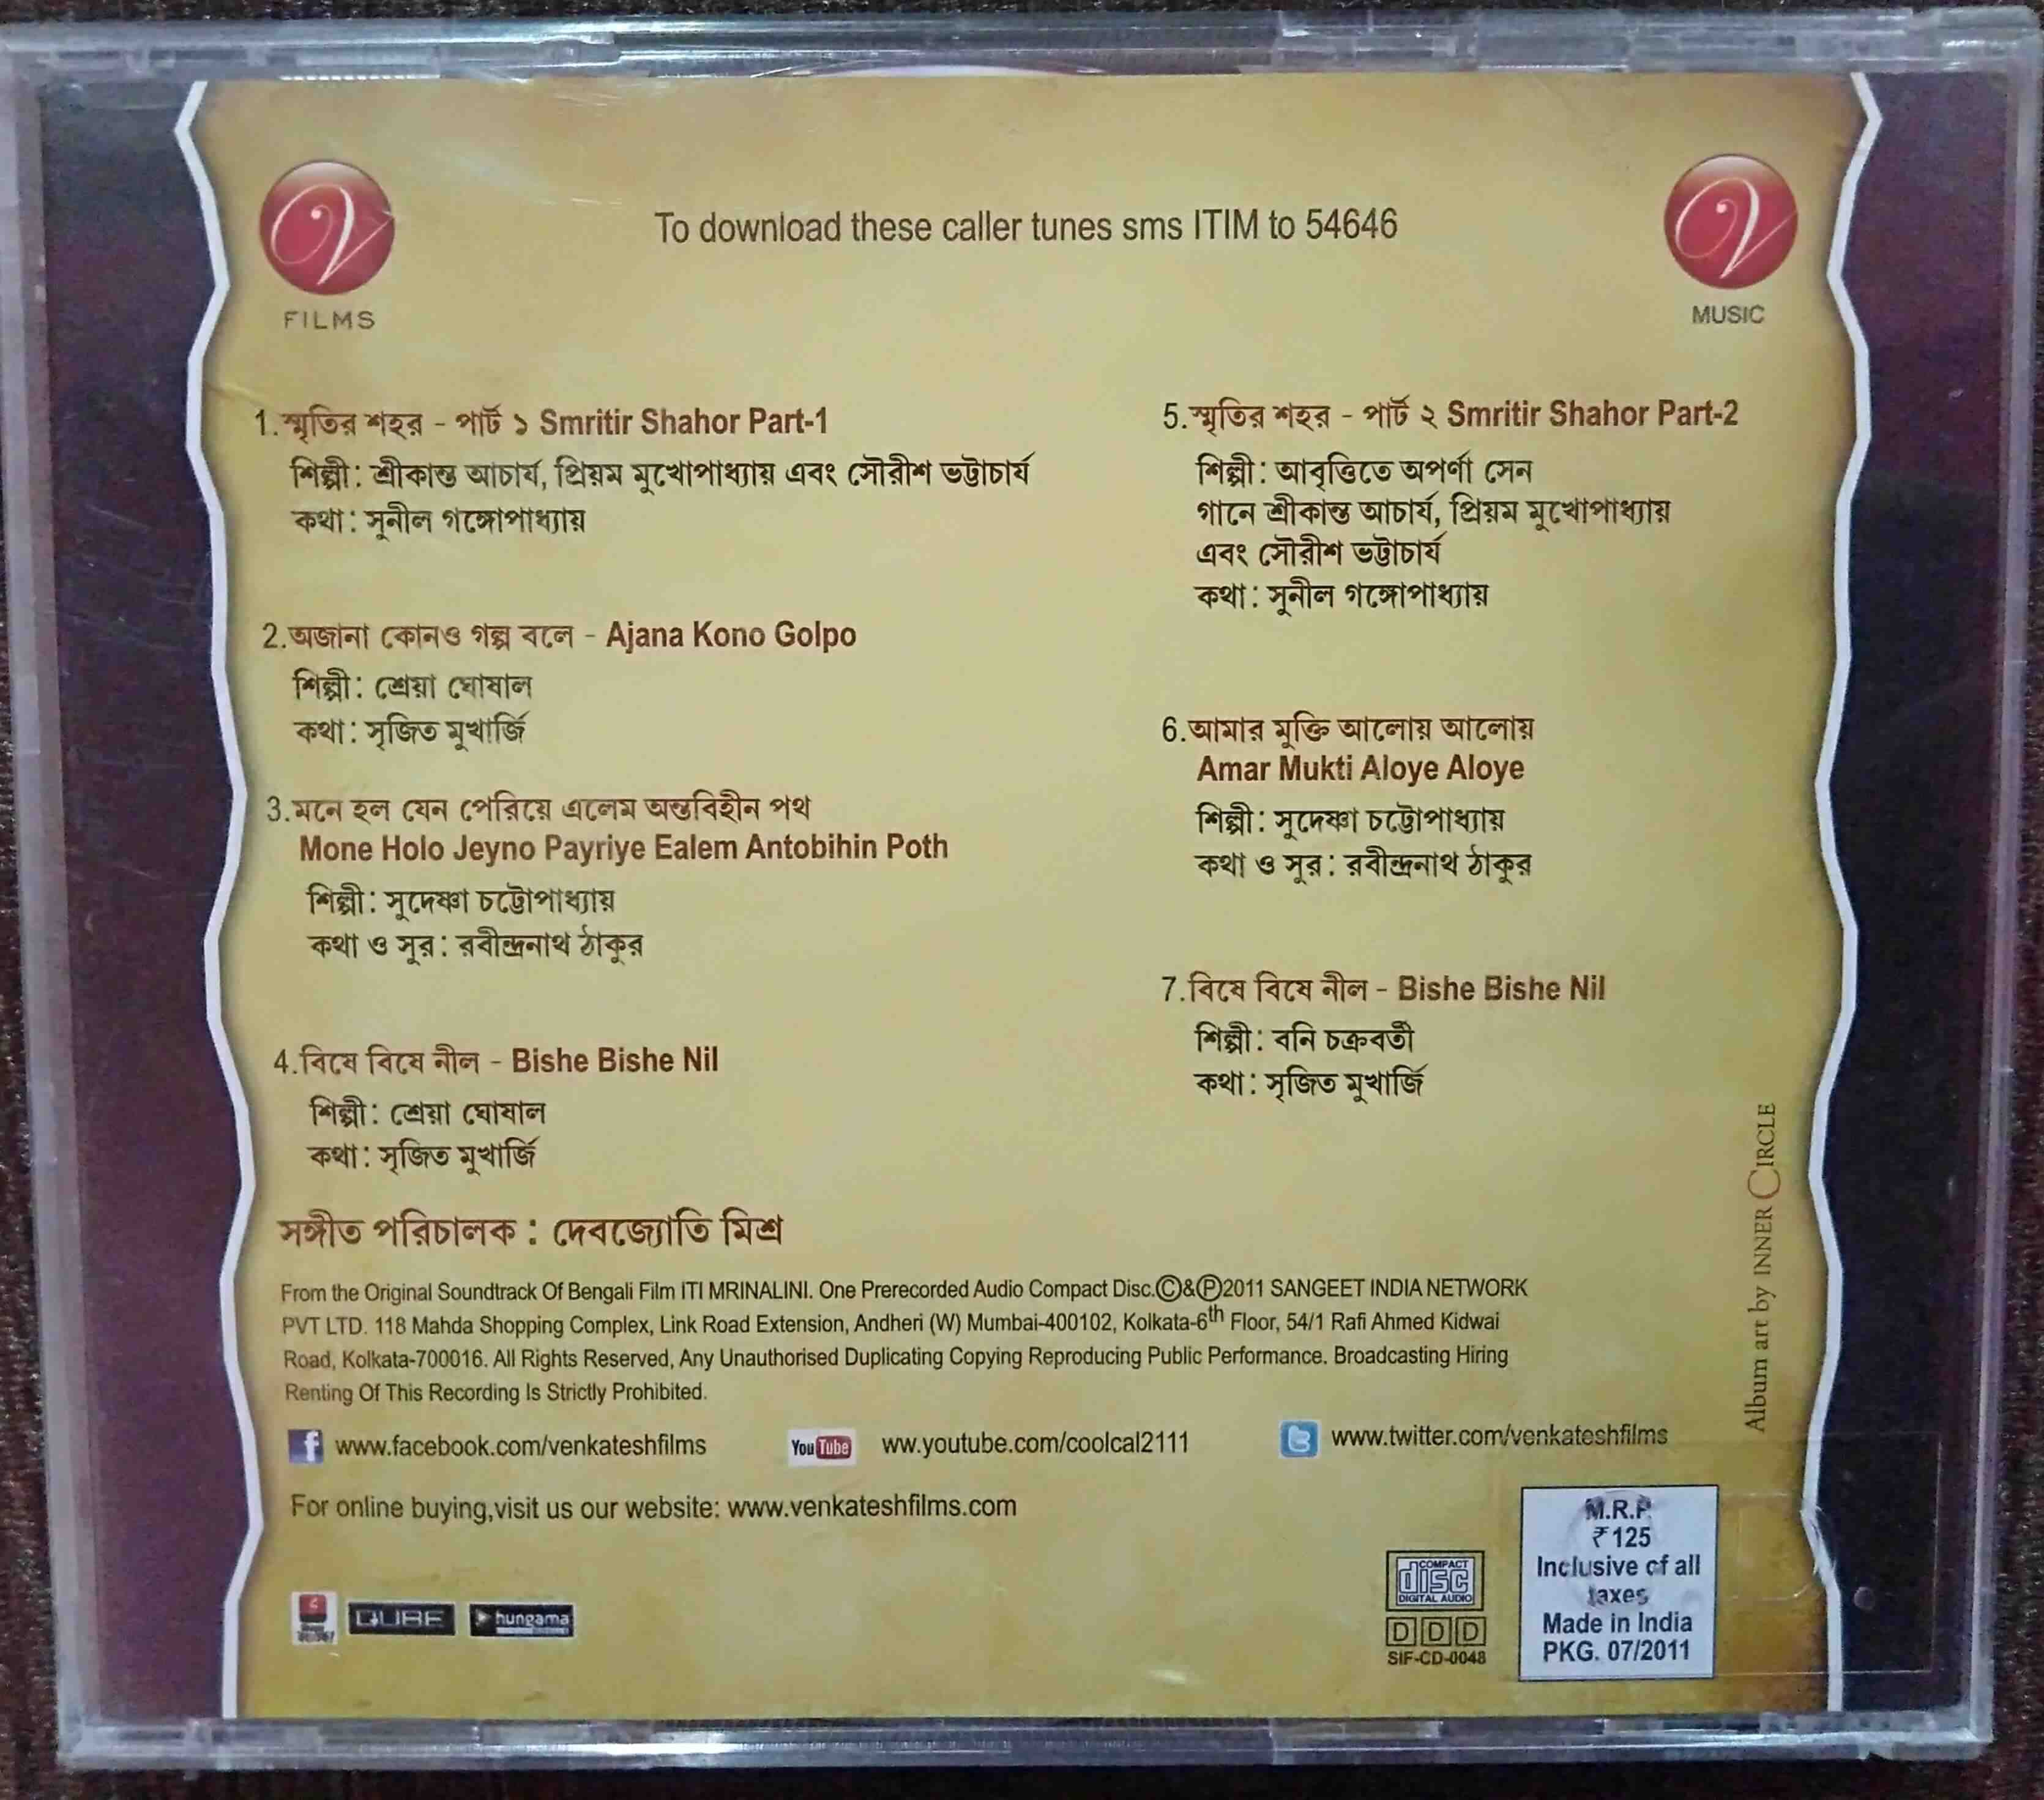 V
FILMS
To download these caller tunes sms ITIM to 54646
V
MUSIC
1.স্মৃতির শহর - পার্ট ১ Smritir Shahor Part-1
শিল্পী : শ্রীকান্ত আচার্য, প্রিয়ম মুখোপাধ্যায় এবং সৌরীশ ভট্টাচার্য
কথা : সুনীল গঙ্গোপাধ্যায়
2.অজানা কোনও গল্প বলে - Ajana Kono Golpo
শিল্পী : শ্রেয়া ঘোষাল
কথা : সৃজিত মুখার্জি
3.মনে হল যেন পেরিয়ে এলেম অন্তবিহীন পথ
Mone Holo Jeyno Payriye Ealem Antobihin Poth
শিল্পী : সুদেষ্ণা চট্টোপাধ্যায়
কথা ও সুর : রবীন্দ্রনাথ ঠাকুর
4.বিষে বিষে নীল - Bishe Bishe Nil
শিল্পী : শ্রেয়া ঘোষাল
কথা : সৃজিত মুখার্জি
5.স্মৃতির শহর - পার্ট ২ Smritir Shahor Part-2
শিল্পী : আবৃত্তিতে অপর্ণা সেন
গানে শ্রীকান্ত আচার্য, প্রিয়ম মুখোপাধ্যায়
এবং সৌরীশ ভট্টাচার্য
কথা : সুনীল গঙ্গোপাধ্যায়
6.আমার মুক্তি আলোয় আলোয়
Amar Mukti Aloye Aloye
শিল্পী : সুদেষ্ণা চট্টোপাধ্যায়
কথা ও সুর : রবীন্দ্রনাথ ঠাকুর
7.বিষে বিষে নীল - Bishe Bishe Nil
শিল্পী : বনি চক্রবর্তী
কথা : সৃজিত মুখার্জি
সঙ্গীত পরিচালক : দেবজ্যোতি মিশ্র
From the Original Soundtrack Of Bengali Film ITI MRINALINI. One Prerecorded Audio Compact Disc.©&℗2011 SANGEET INDIA NETWORK
PVT LTD. 118 Mahda Shopping Complex, Link Road Extension, Andheri (W) Mumbai-400102, Kolkata-6th Floor, 54/1 Rafi Ahmed Kidwai
Road, Kolkata-700016. All Rights Reserved, Any Unauthorised Duplicating Copying Reproducing Public Performance. Broadcasting Hiring
Renting Of This Recording Is Strictly Prohibited.
Album art by INNER CIRCLE
f www.facebook.com/venkateshfilms
YouTube ww.youtube.com/coolcal2111
www.twitter.com/venkateshfilms
For online buying,visit us our website: www.venkateshfilms.com
QUBE
hungama
COMPACT
disc
DIGITAL AUDIO
DDD
SIF-CD-0048
M.R.P.
₹ 125
Inclusive of all
taxes
Made in India
PKG. 07/2011